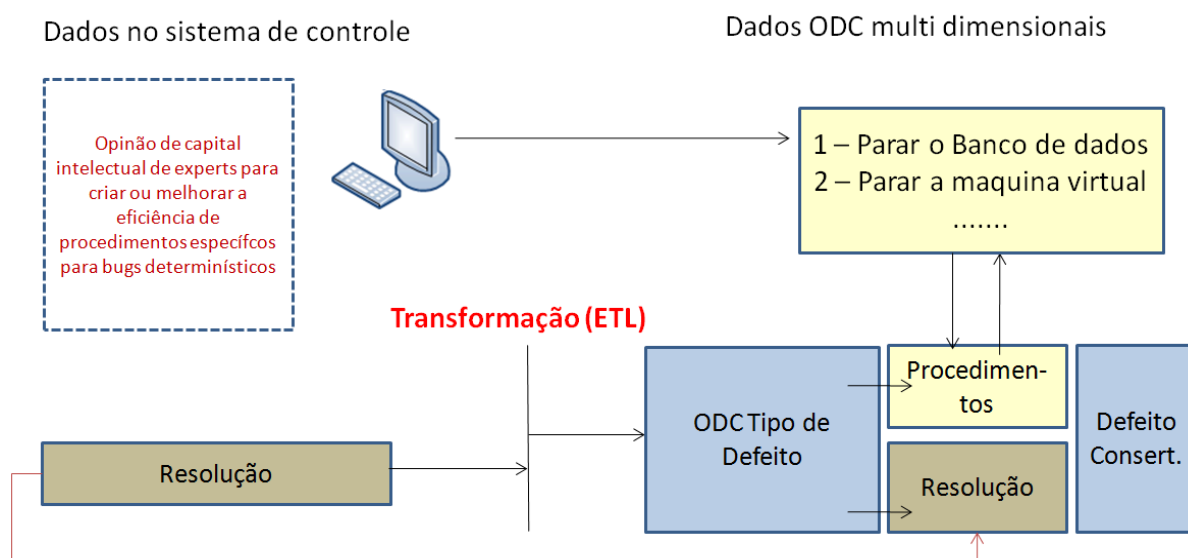 Dados no sistema de controle
Dados ODC multi dimensionais
Opinão de capital
intelectual de experts para
criar ou melhorar a
eficiência de
procedimentos específcos
para bugs determinísticos
1 – Parar o Banco de dados
2 – Parar a maquina virtual
.......
Transformação (ETL)
Resolução
ODC Tipo de
Defeito
Procedimen-
tos
Resolução
Defeito
Consert.